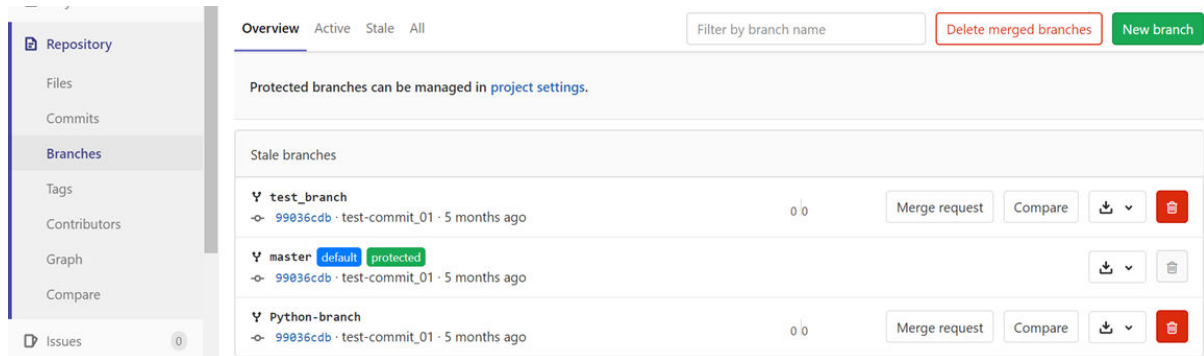 Repository
Files
Commits
Branches
Tags
Contributors
Graph
Compare
Issues 0
Overview Active Stale All Filter by branch name Delete merged branches New branch
Protected branches can be managed in project settings.
Stale branches
test_branch
99036cdb · test-commit_01 · 5 months ago
0 0 Merge request Compare
master default protected
99036cdb · test-commit_01 · 5 months ago
Python-branch
99036cdb · test-commit_01 · 5 months ago
0 0 Merge request Compare